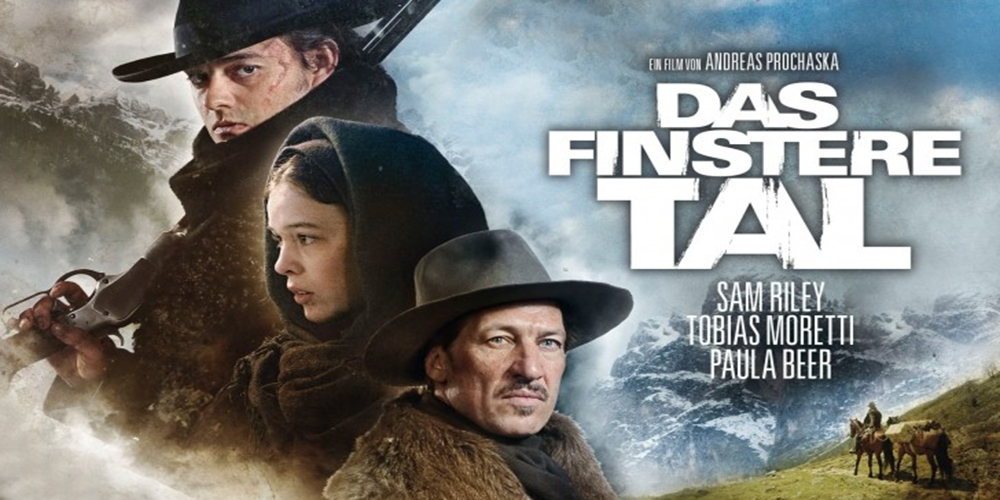 EIN FILM VON ANDREAS PROCHASKA
DAS
FINSTERE
TAL
SAM RILEY
TOBIAS MORETTI
PAULA BEER